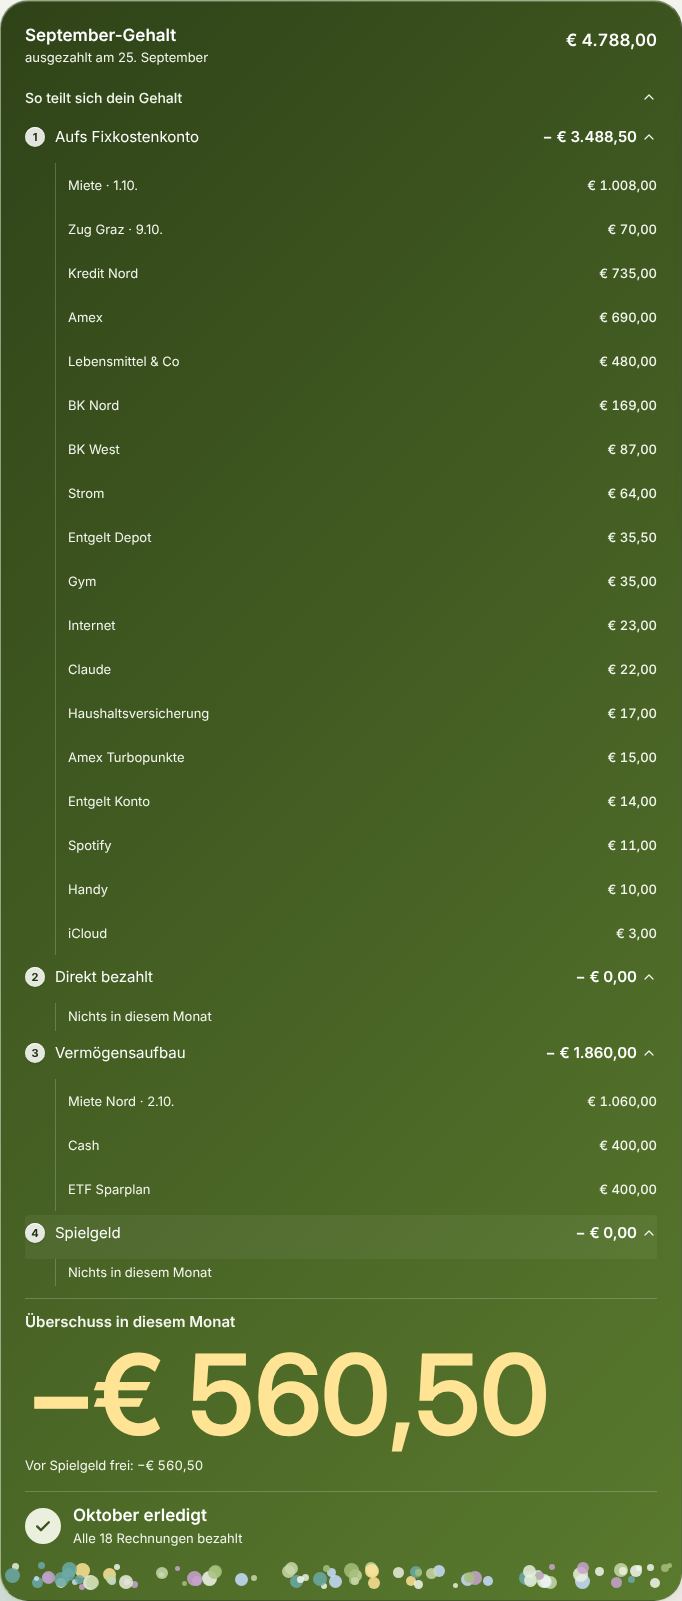 September-Gehalt € 4.788,00
ausgezahlt am 25. September
So teilt sich dein Gehalt
1 Aufs Fixkostenkonto – € 3.488,50
Miete · 1.10. € 1.008,00
Zug Graz · 9.10. € 70,00
Kredit Nord € 735,00
Amex € 690,00
Lebensmittel & Co € 480,00
BK Nord € 169,00
BK West € 87,00
Strom € 64,00
Entgelt Depot € 35,50
Gym € 35,00
Internet € 23,00
Claude € 22,00
Haushaltsversicherung € 17,00
Amex Turbopunkte € 15,00
Entgelt Konto € 14,00
Spotify € 11,00
Handy € 10,00
iCloud € 3,00
2 Direkt bezahlt – € 0,00
Nichts in diesem Monat
3 Vermögensaufbau – € 1.860,00
Miete Nord · 2.10. € 1.060,00
Cash € 400,00
ETF Sparplan € 400,00
4 Spielgeld – € 0,00
Nichts in diesem Monat
Überschuss in diesem Monat
–€ 560,50
Vor Spielgeld frei: –€ 560,50
Oktober erledigt
Alle 18 Rechnungen bezahlt